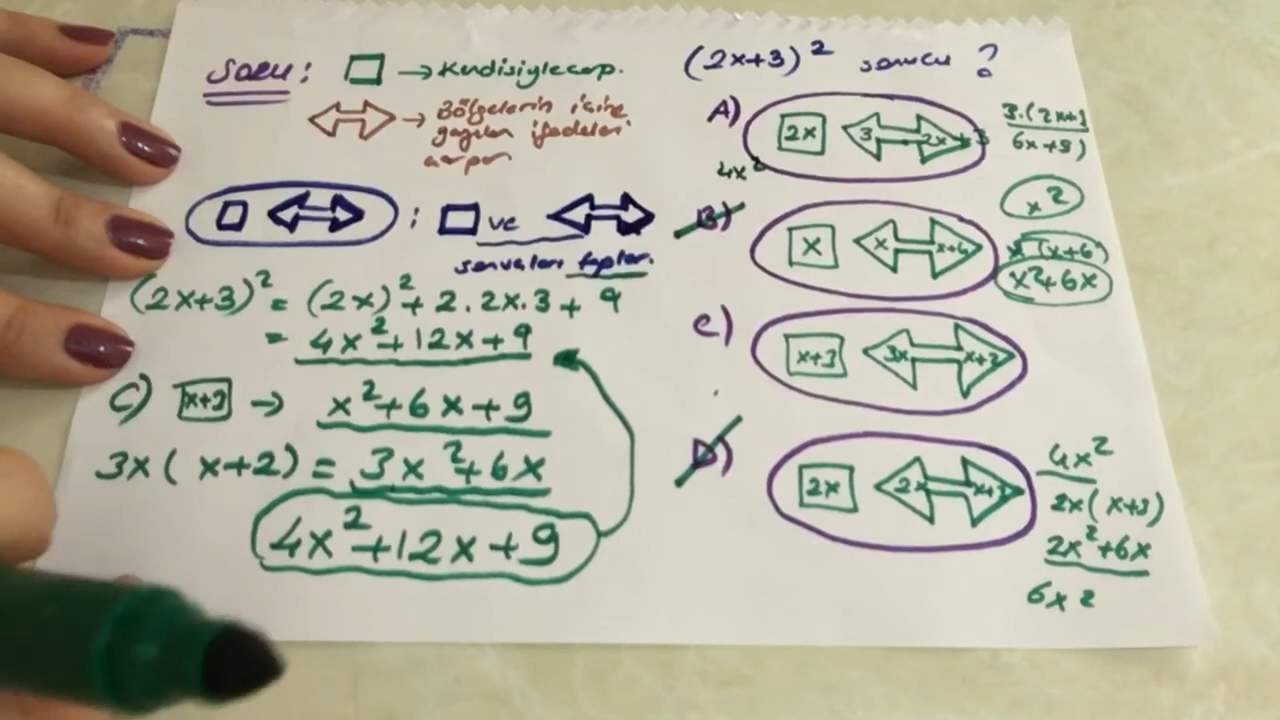 Soru: □ → Kendisiyle çarp.
⇔ → Bölgelerin içine
yazılan ifadeleri
çarpar
□ ⇔ : □ ve ⇔
sonuçları toplar.
(2x+3)² = (2x)² + 2.2x.3 + 9
= 4x²+12x+9
C) x+3 → x²+6x+9
3x(x+2) = 3x²+6x
4x²+12x+9
(2x+3)² sonucu ?
A) 2x 3 2x+3
4x²
6x+9)
B) x x x+6
x²
x (x+6)
x²+6x
C) x+3 3x x+2
D) 2x 2x x+3
4x²
2x(x+3)
2x²+6x
6x²